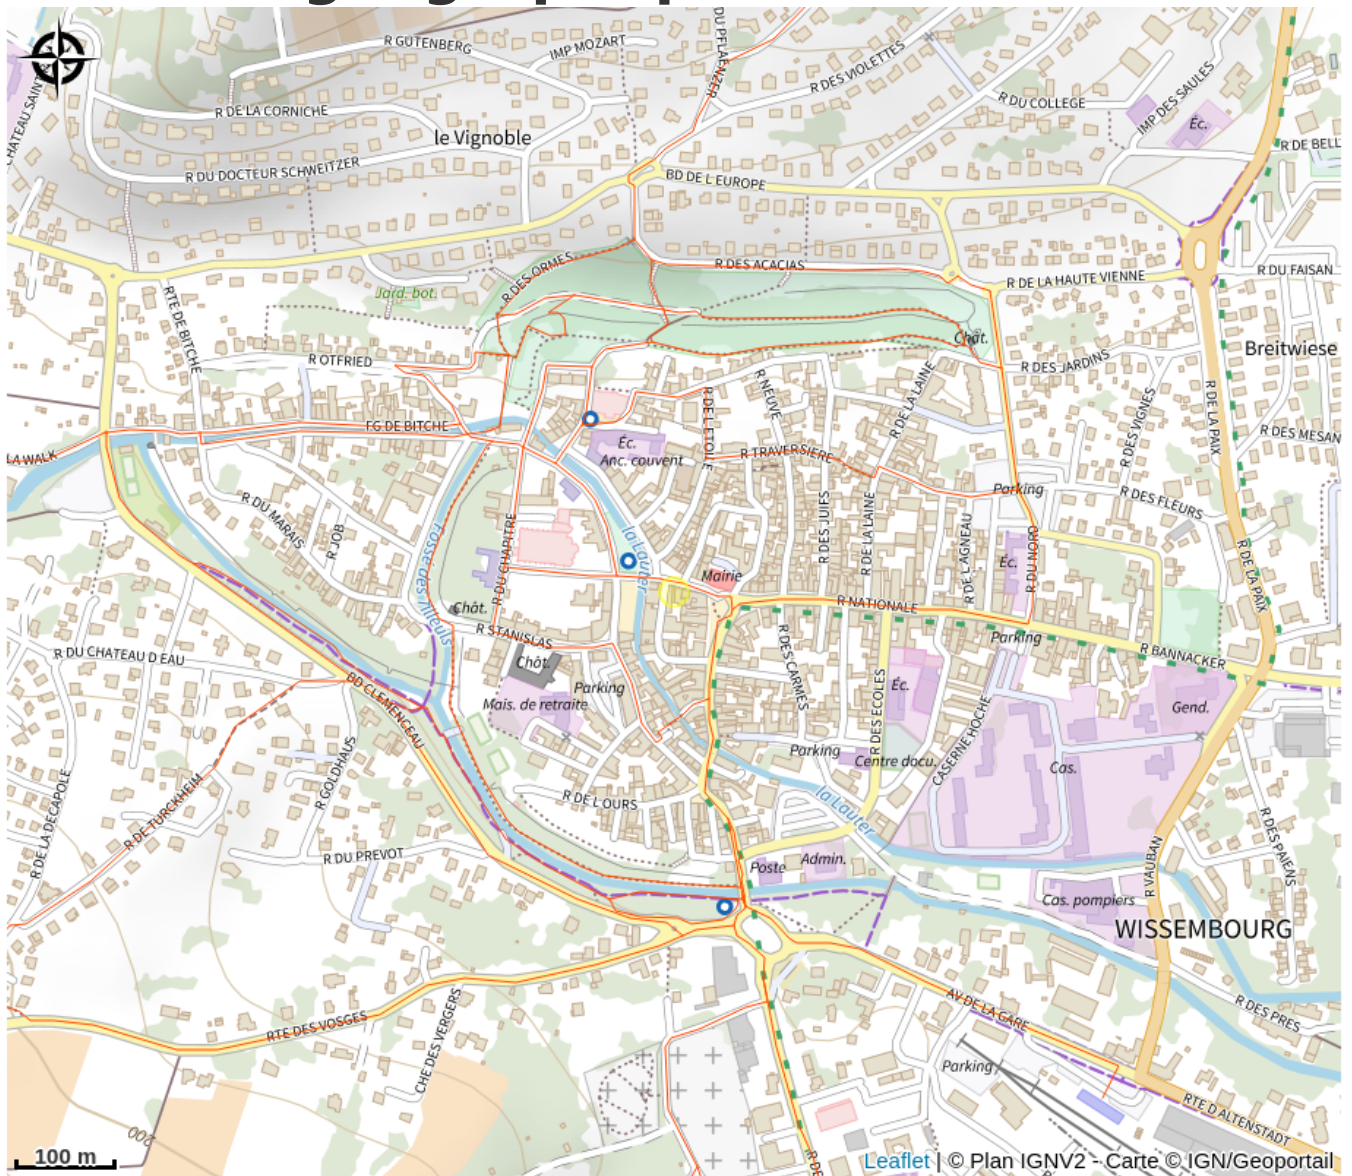 R GUTENBERG
IMP MOZART
DU PFLAENZER
R DES VIOLETTES
R DU COLLEGE
IMP DES SAULES
Éc.
R DE BELL
R DE LA CORNICHE
le Vignoble
R DU DOCTEUR SCHWEITZER
BD DE L EUROPE
R DES ORMES
R DES ACACIAS
R DE LA HAUTE VIENNE
R DU FAISAN
Jard. bot.
RTE DE BITCHE
Chât.
Breitwiese
R OTFRIED
R DES JARDINS
R NEUVE
R DE LA LAINE
R DE L ETOILE
R DES VIGNES
R DE LA PAIX
FG DE BITCHE
Éc.
Anc. couvent
R TRAVERSIERE
R DES MESAN
LA WALK
Parking
R DES FLEURS
R DU MARAIS
R JOB
Fossé des Tilleuls
R DU CHAPITRE
la Lauter
R DES JUIFS
R DE LA LAINE
R DE L AGNEAU
Éc.
R DU NORD
R DE LA PAIX
Mairie
R NATIONALE
Chât.
R STANISLAS
Parking
R BANNACKER
R DU CHATEAU D EAU
Chât.
R DES CARMES
Éc.
R DES ECOLES
BD CLEMENCEAU
Parking
Mais. de retraite
Gend.
CASERNE HOCHE
Parking
Centre docu.
Cas.
R DE TURCKHEIM
R GOLDHAUS
R DE LA DECAPOLE
R DE L OURS
la Lauter
R DU PREVOT
Poste
Admin.
R VAUBAN
R DES PAIENS
Cas. pompiers
WISSEMBOURG
RTE DES VOSGES
CHE DES VERGERS
AV DE LA GARE
R DES PRES
Parking
RTE D ALTENSTADT
200
100 m
Leaflet | © Plan IGNV2 - Carte © IGN/Geoportail